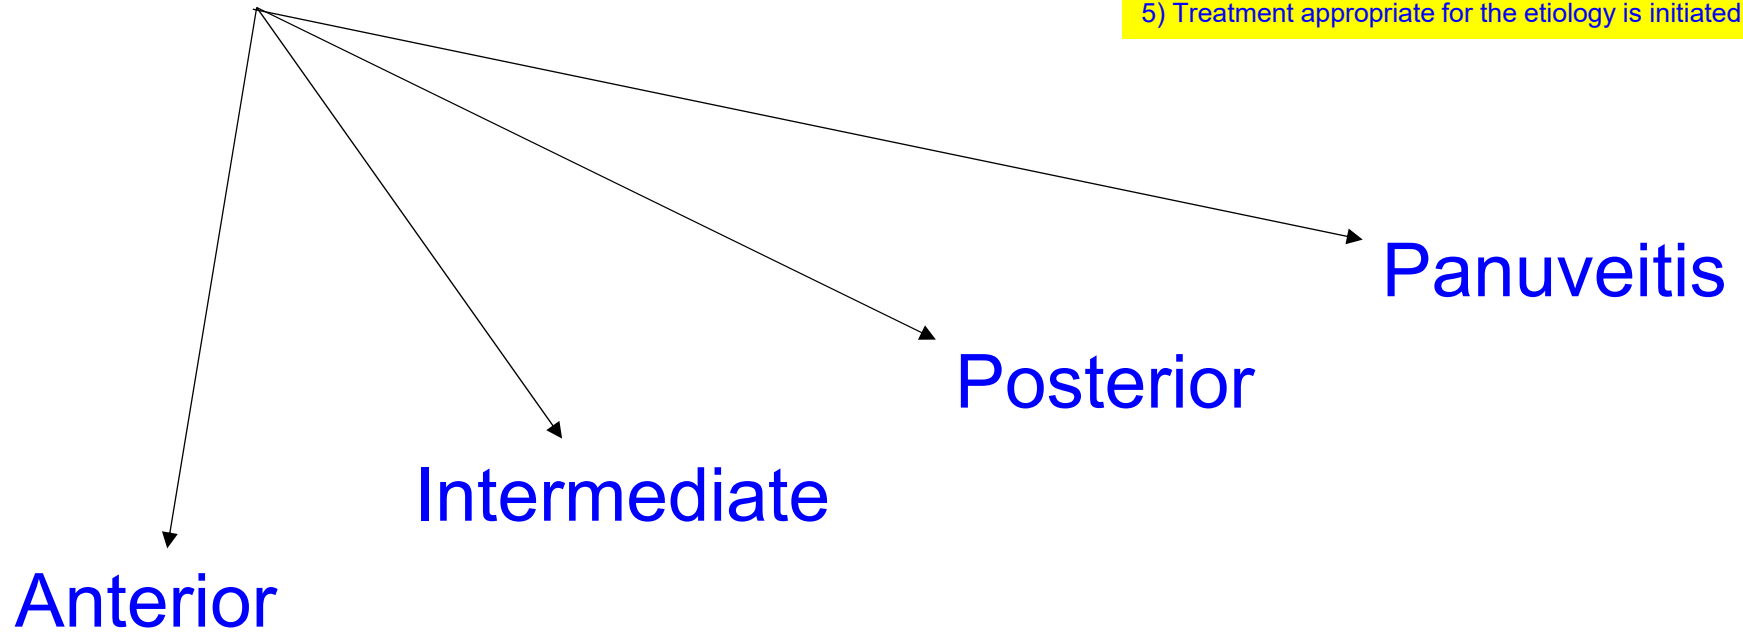 5) Treatment appropriate for the etiology is initiated
Panuveitis
Posterior
Intermediate
Anterior